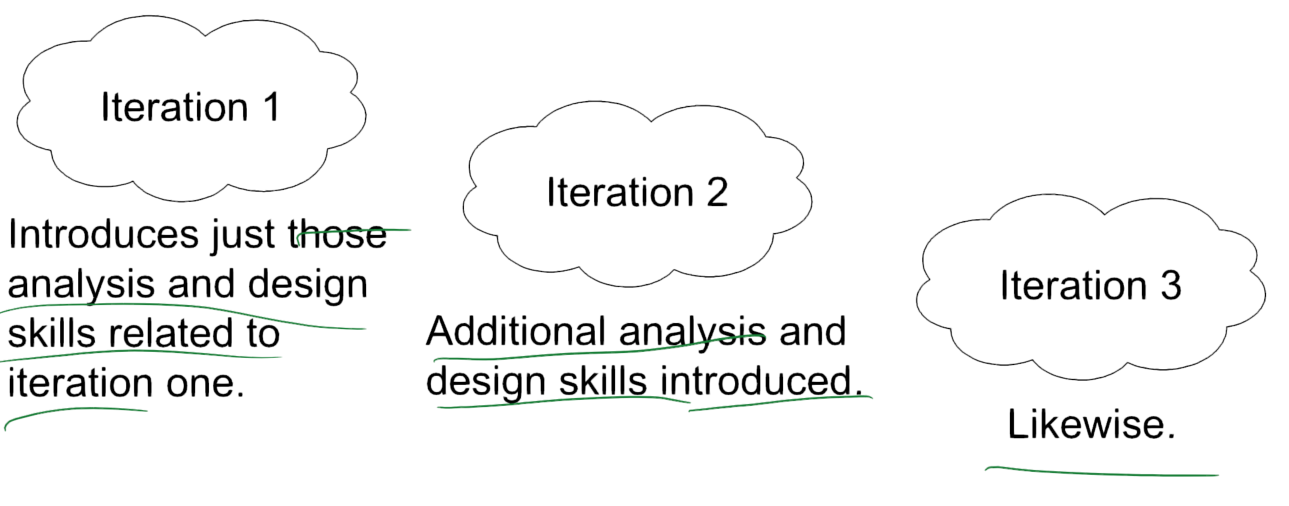 Iteration 1
Introduces just those
analysis and design
skills related to
iteration one.
Iteration 2
Additional analysis and
design skills introduced.
Iteration 3
Likewise.